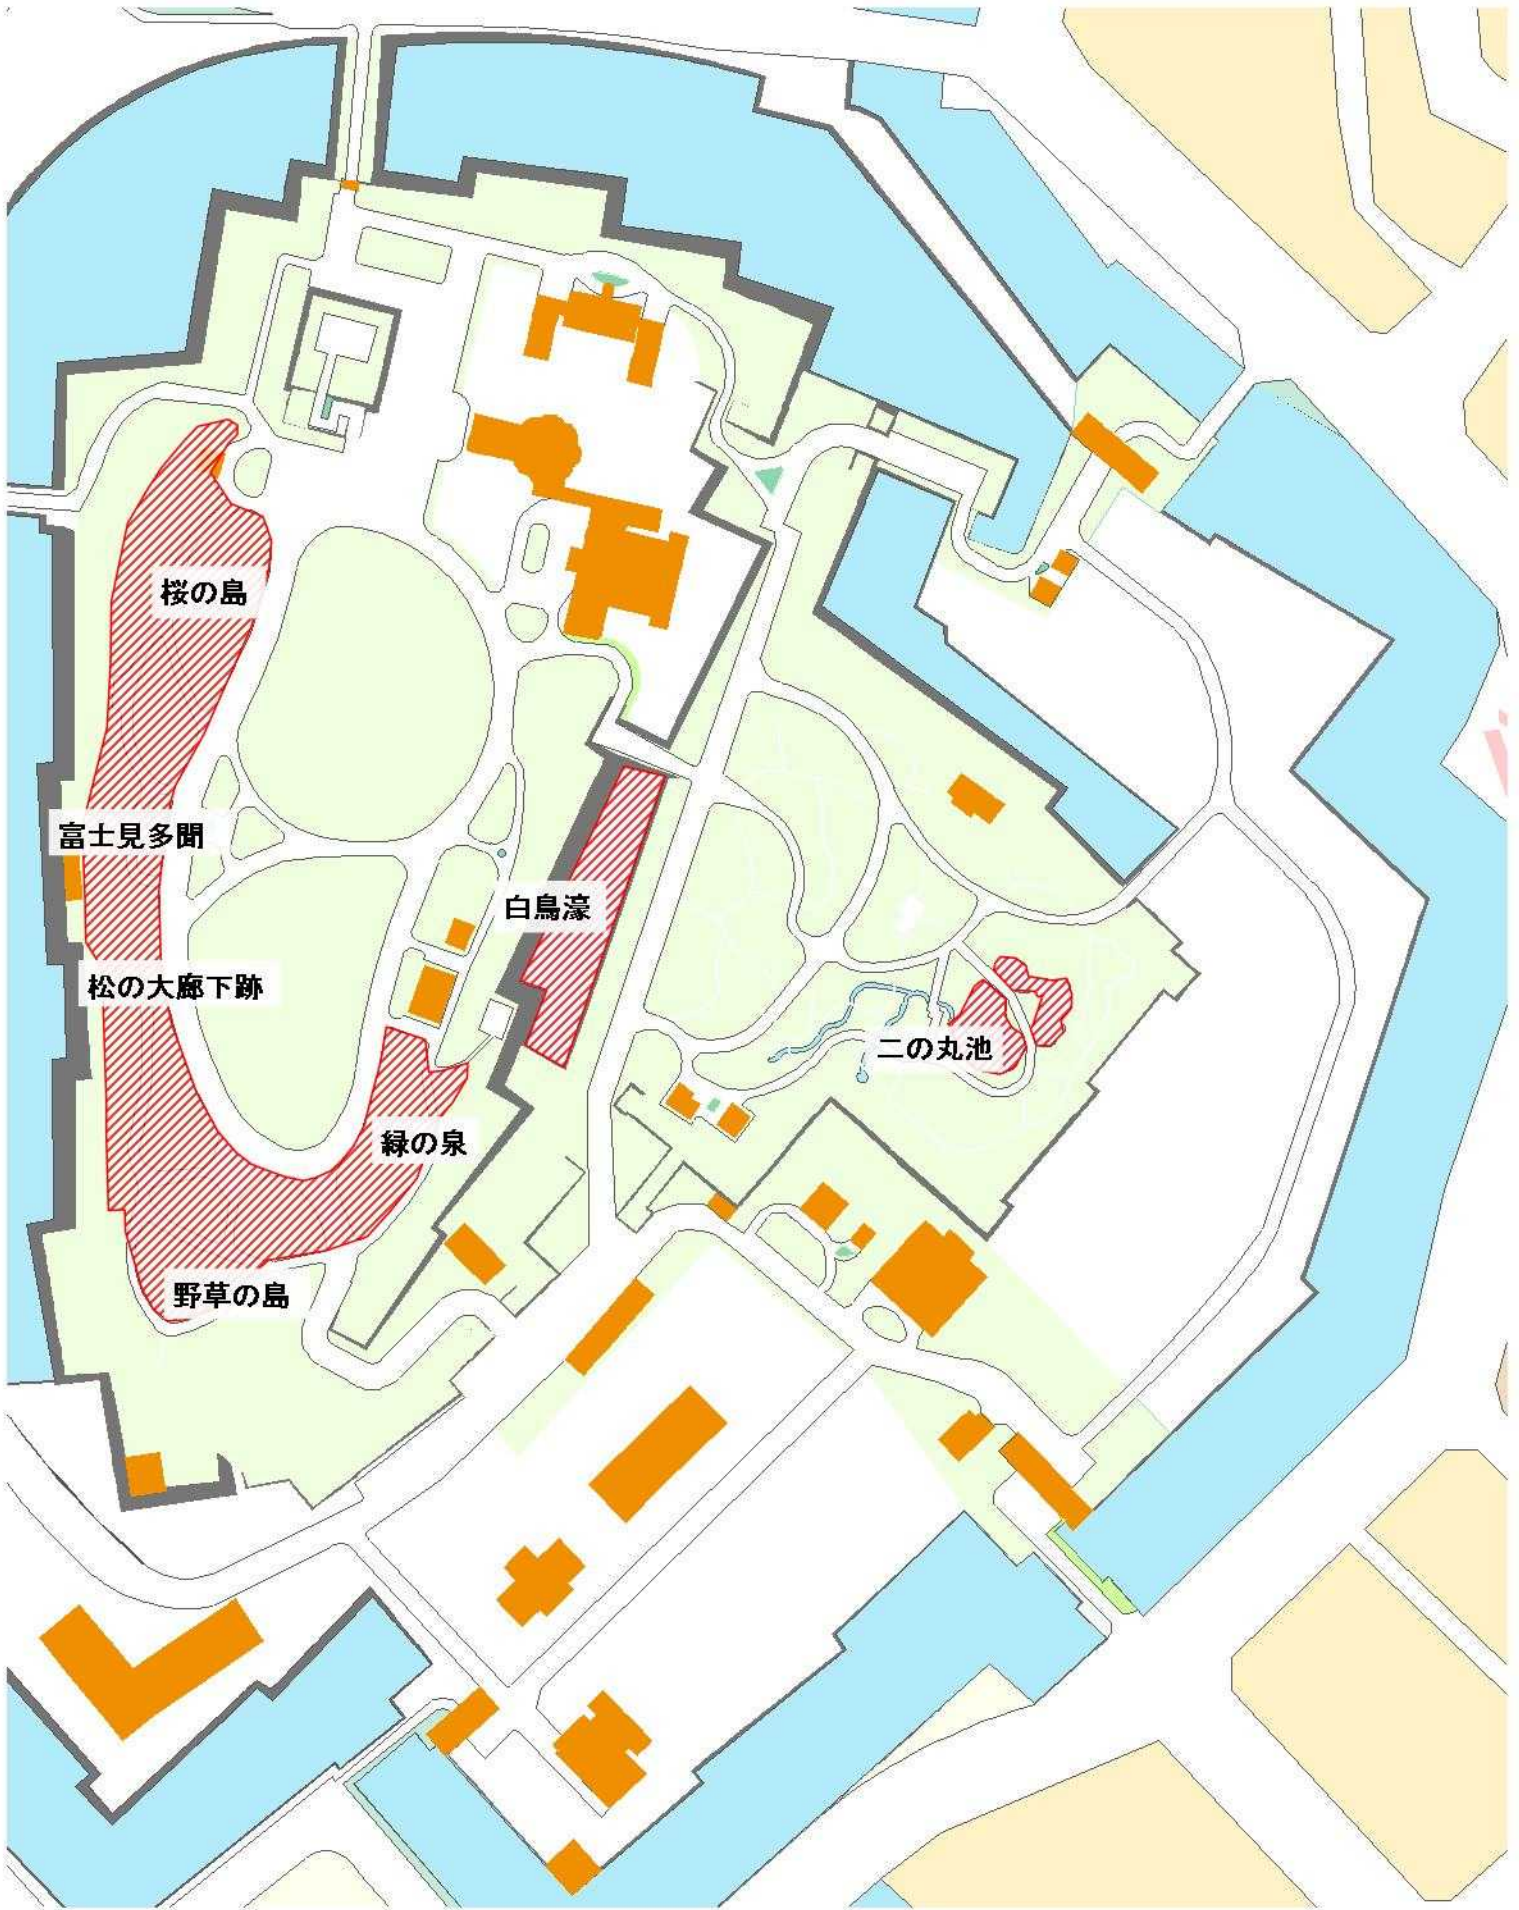 桜の島
富士見多聞
白鳥濠
松の大廊下跡
二の丸池
緑の泉
野草の島